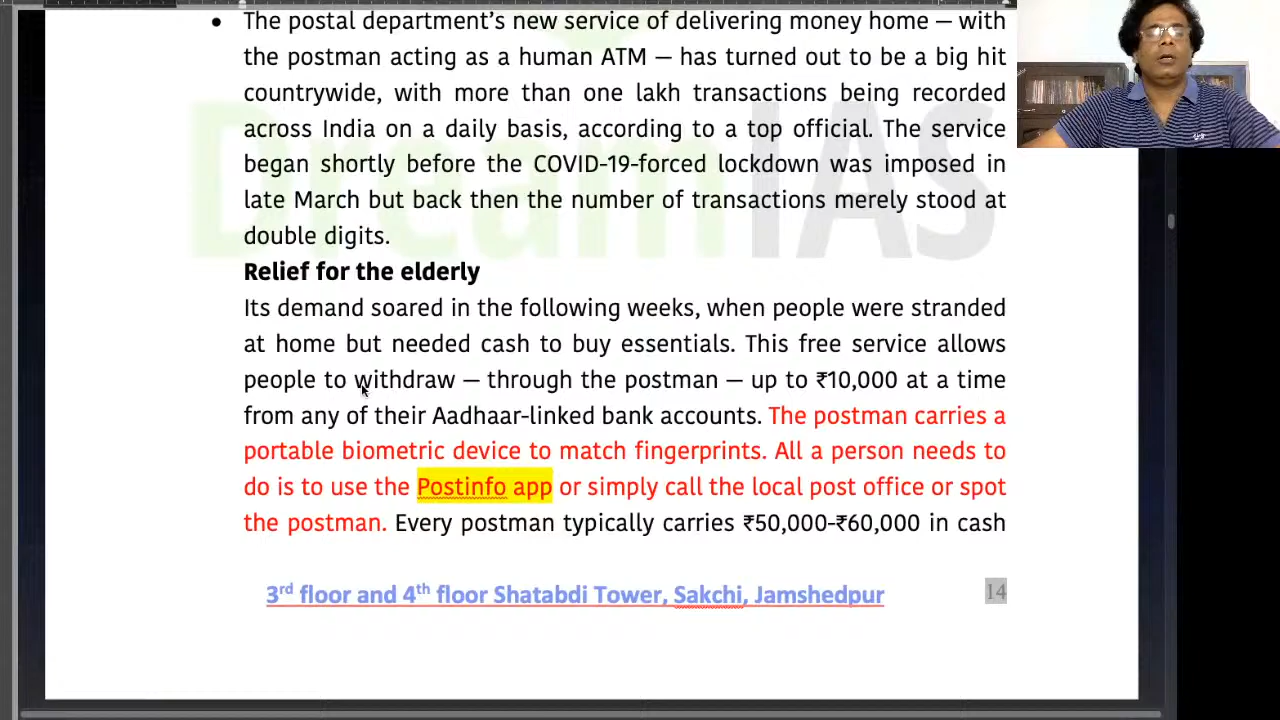 • The postal department’s new service of delivering money home – with
the postman acting as a human ATM – has turned out to be a big hit
countrywide, with more than one lakh transactions being recorded
across India on a daily basis, according to a top official. The service
began shortly before the COVID-19-forced lockdown was imposed in
late March but back then the number of transactions merely stood at
double digits.
DreamIAS
Relief for the elderly
Its demand soared in the following weeks, when people were stranded
at home but needed cash to buy essentials. This free service allows
people to withdraw – through the postman – up to ₹10,000 at a time
from any of their Aadhaar-linked bank accounts. The postman carries a
portable biometric device to match fingerprints. All a person needs to
do is to use the Postinfo app or simply call the local post office or spot
the postman. Every postman typically carries ₹50,000-₹60,000 in cash
3rd floor and 4th floor Shatabdi Tower, Sakchi, Jamshedpur
14